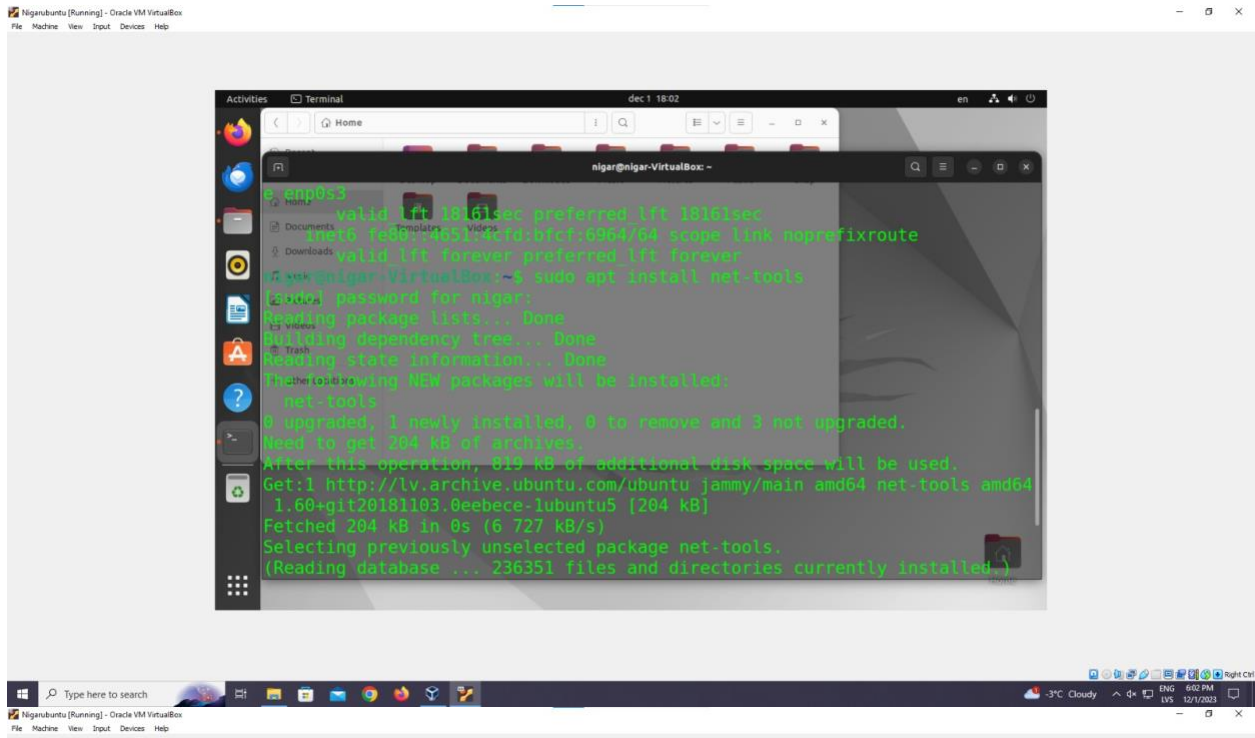 Nigarubuntu [Running] - Oracle VM VirtualBox
File Machine View Input Devices Help
Activities Terminal dec 1 18:02 en
Home
nigar@nigar-VirtualBox: ~
e enp0s3
valid_lft 18161sec preferred_lft 18161sec
inet6 fe80::4651:4cfd:bfcf:6964/64 scope link noprefixroute
valid_lft forever preferred_lft forever
nigar@nigar-VirtualBox:~$ sudo apt install net-tools
[sudo] password for nigar:
Reading package lists... Done
Building dependency tree... Done
Reading state information... Done
The following NEW packages will be installed:
net-tools
0 upgraded, 1 newly installed, 0 to remove and 3 not upgraded.
Need to get 204 kB of archives.
After this operation, 819 kB of additional disk space will be used.
Get:1 http://lv.archive.ubuntu.com/ubuntu jammy/main amd64 net-tools amd64
1.60+git20181103.0eebece-1ubuntu5 [204 kB]
Fetched 204 kB in 0s (6 727 kB/s)
Selecting previously unselected package net-tools.
(Reading database ... 236351 files and directories currently installed.)
Home
Documents
Downloads
Videos
Trash
Templates Videos
Right Ctrl
Type here to search
-3°C Cloudy
ENG 6:02 PM
LVS 12/1/2023
Nigarubuntu [Running] - Oracle VM VirtualBox
File Machine View Input Devices Help